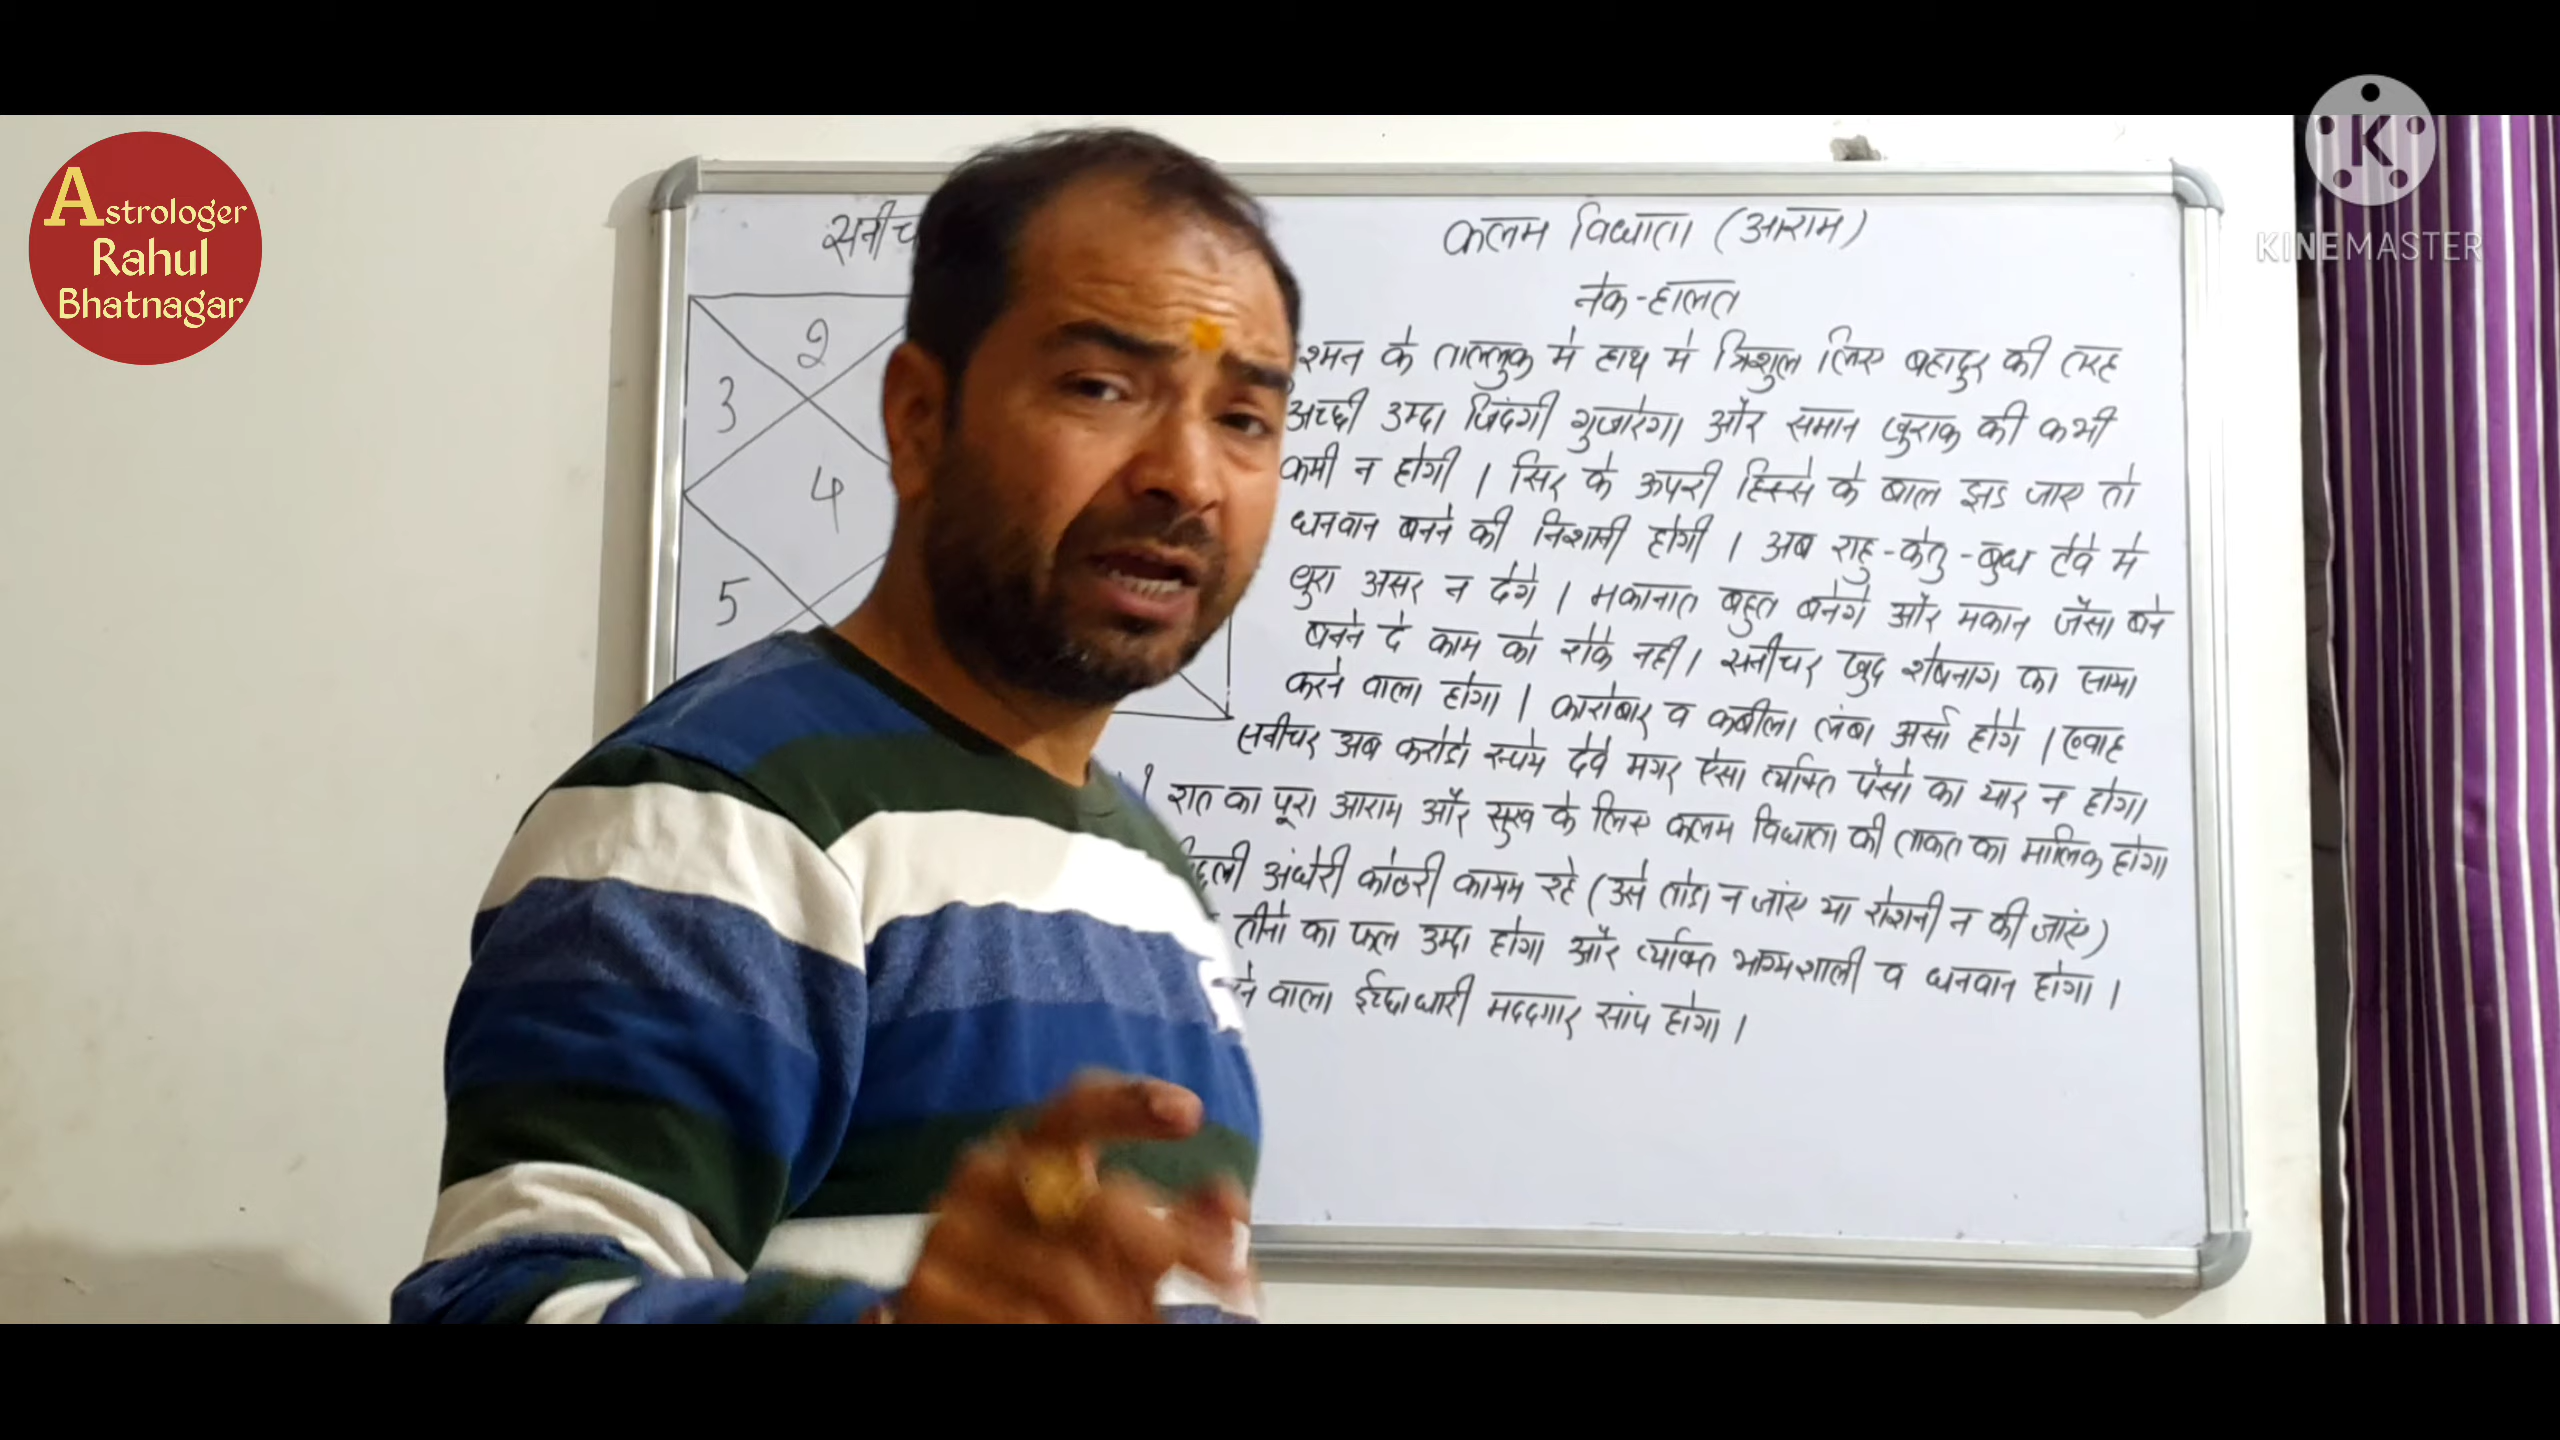 Astrologer
Rahul
Bhatnagar
KINEMASTER
2
3
4
5
कलम विधाता (आराम)
नेक-हालत
के ताल्लुक मे हाथ मे त्रिशुल लिए बहादुर की तरह
अच्छी उम्दा जिंदगी गुजारेगा और समान खुराक की कभी
कमी न होगी । सिर के ऊपरी हिस्से के बाल झड जाए तो
धनवान बनने की निशानी होगी । अब राहु-केतु-बुध टेवे मे
बुरा असर न देगे । मकानात बहुत बनेगे और मकान जैसा बने
बनने दे काम को रोके नही । सनीचर खुद शेषनाग का साया
करने वाला होगा । कारोबार व कबीला लंबा अर्सा होगे । ख्वाह
सनीचर अब करोडो रूपये देवे मगर ऐसा व्यक्ति पैसो का यार न होगा
रात का पूरा आराम और सुख के लिए कलम विधाता की ताकत का मालिक होगा
अंधेरी कोठरी कायम रहे (उसे तोडा न जांए या रोशनी न की जांए)
तीनो का फल उम्दा होगा और व्यक्ति भाग्यशाली व धनवान होगा ।
वाला ईच्छाधारी मददगार सांप होगा ।